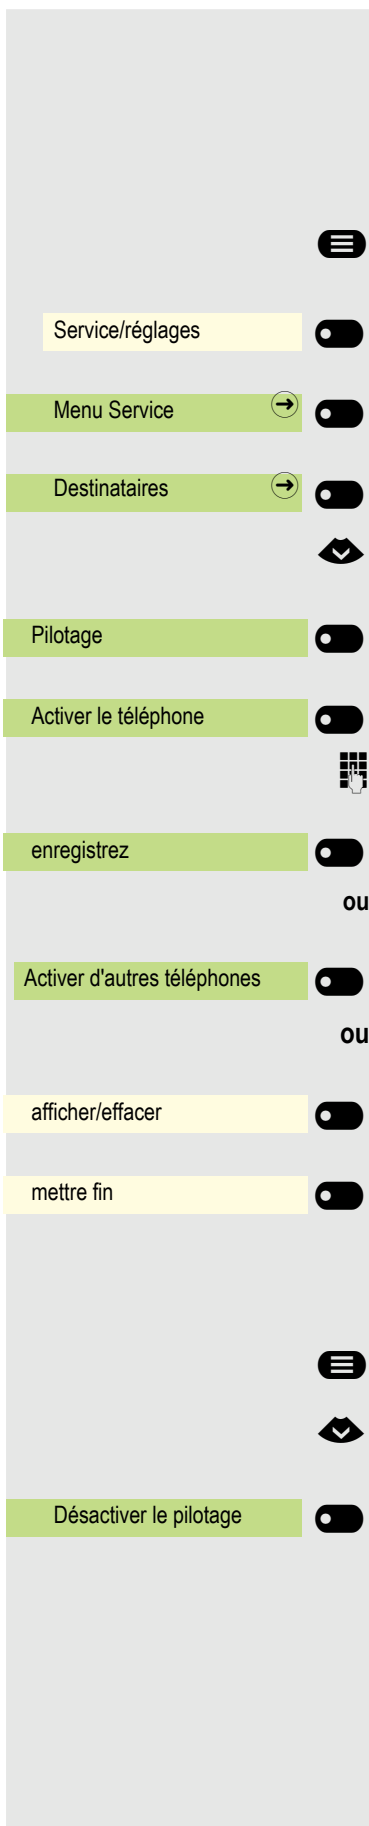 Service/réglages
Menu Service
Destinataires
Pilotage
Activer le téléphone
enregistrez
ou
Activer d'autres téléphones
ou
afficher/effacer
mettre fin
Désactiver le pilotage